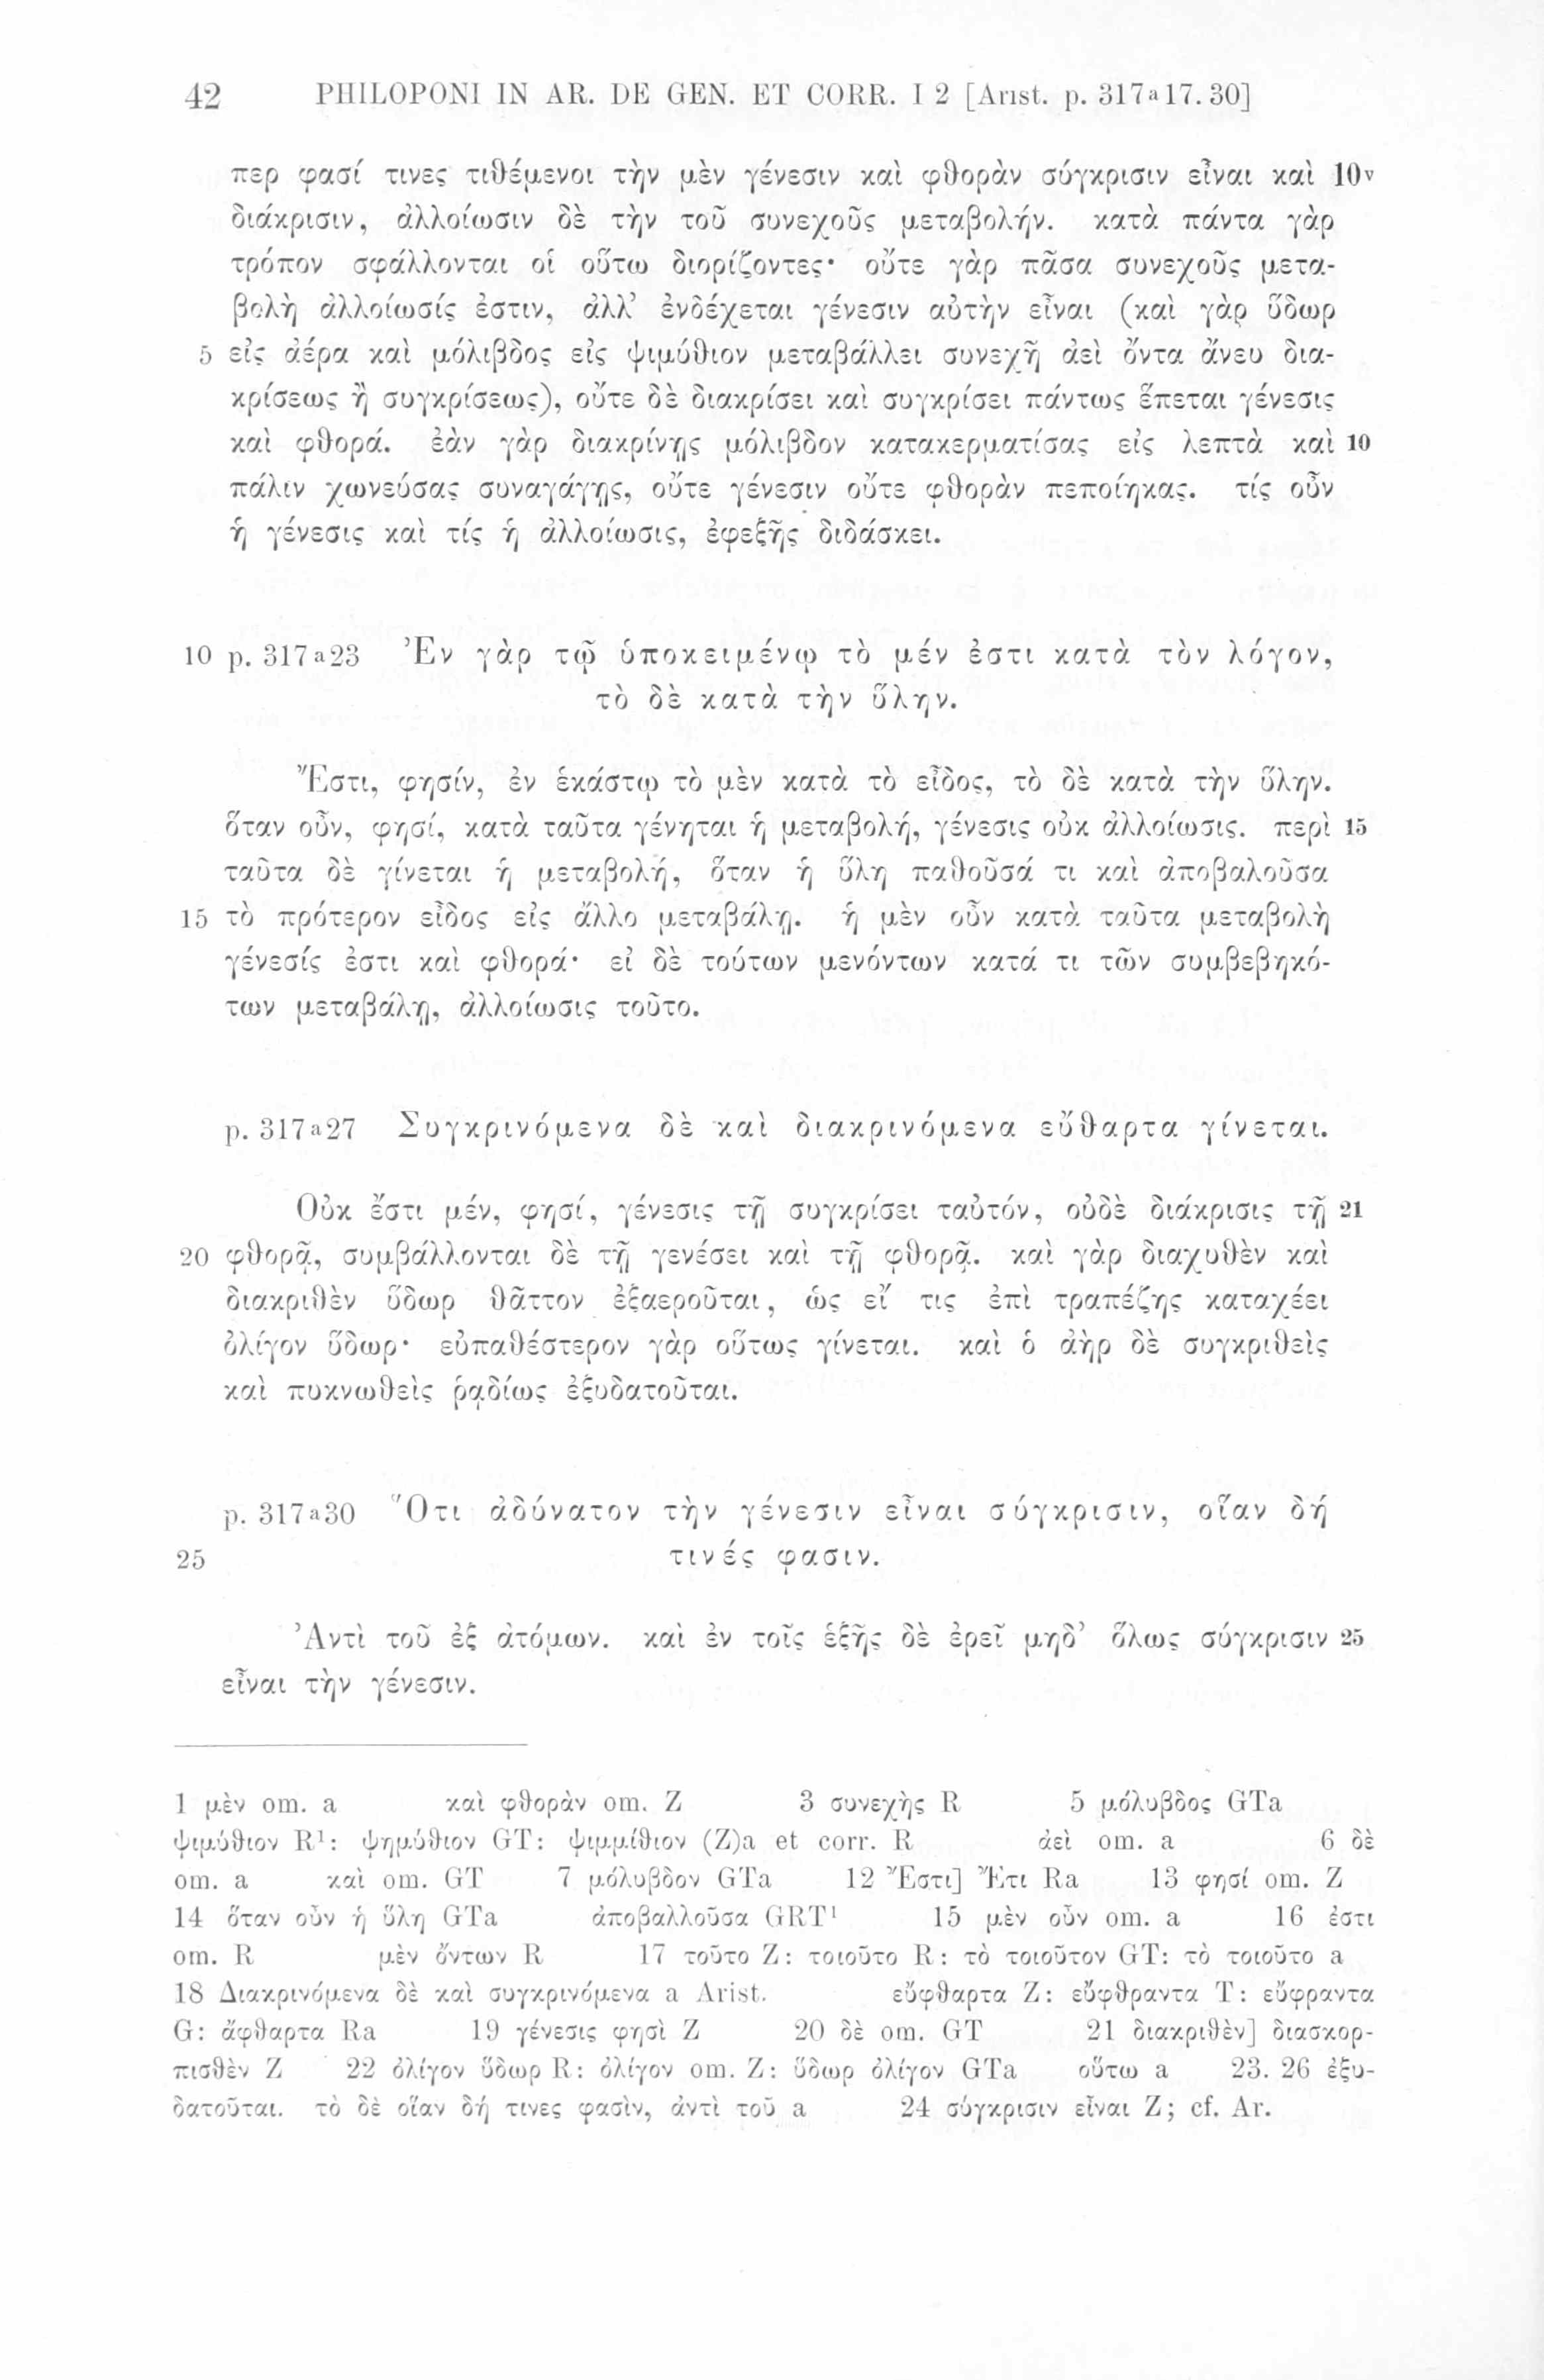 42 PHILOPONI IN AR. DE GEN. ET CORR. I 2 [Arist. p. 317a17.30]
περ φασί τινες τιθέμενοι τὴν μὲν γένεσιν καὶ φθορὰν σύγκρισιν εἶναι καὶ 10v
διάκρισιν, ἀλλοίωσιν δὲ τὴν τοῦ συνεχοῦς μεταβολήν. κατὰ πάντα γὰρ
τρόπον σφάλλονται οἱ οὕτω διορίζοντες· οὔτε γὰρ πᾶσα συνεχοῦς μετα-
βολὴ ἀλλοίωσίς ἐστιν, ἀλλ’ ἐνδέχεται γένεσιν αὐτὴν εἶναι (καὶ γὰρ ὕδωρ
5 εἰς ἀέρα καὶ μόλιβδος εἰς ψιμύθιον μεταβάλλει συνεχῆ ἀεὶ ὄντα ἄνευ δια-
κρίσεως ἢ συγκρίσεως), οὔτε δὲ διακρίσει καὶ συγκρίσει πάντως ἕπεται γένεσις
καὶ φθορά. ἐὰν γὰρ διακρίνῃς μόλιβδον κατακερματίσας εἰς λεπτὰ καὶ 10
πάλιν χωνεύσας συναγάγῃς, οὔτε γένεσιν οὔτε φθορὰν πεποίηκας. τίς οὖν
ἡ γένεσις καὶ τίς ἡ ἀλλοίωσις, ἐφεξῆς διδάσκει.
10 p. 317a23 Ἐν γὰρ τῷ ὑποκειμένῳ τὸ μέν ἐστι κατὰ τὸν λόγον,
τὸ δὲ κατὰ τὴν ὕλην.
Ἔστι, φησίν, ἐν ἑκάστῳ τὸ μὲν κατὰ τὸ εἶδος, τὸ δὲ κατὰ τὴν ὕλην.
ὅταν οὖν, φησί, κατὰ ταῦτα γένηται ἡ μεταβολή, γένεσις οὐκ ἀλλοίωσις. περὶ 15
ταῦτα δὲ γίνεται ἡ μεταβολή, ὅταν ἡ ὕλη παθοῦσά τι καὶ ἀποβαλοῦσα
15 τὸ πρότερον εἶδος εἰς ἄλλο μεταβάλῃ. ἡ μὲν οὖν κατὰ ταῦτα μεταβολὴ
γένεσίς ἐστι καὶ φθορά· εἰ δὲ τούτων μενόντων κατά τι τῶν συμβεβηκό-
των μεταβάλῃ, ἀλλοίωσις τοῦτο.
p. 317a27 Συγκρινόμενα δὲ καὶ διακρινόμενα εὔθαρτα γίνεται.
Οὐκ ἔστι μέν, φησί, γένεσις τῇ συγκρίσει ταὐτόν, οὐδὲ διάκρισις τῇ 21
20 φθορᾷ, συμβάλλονται δὲ τῇ γενέσει καὶ τῇ φθορᾷ. καὶ γὰρ διαχυθὲν καὶ
διακριθὲν ὕδωρ θᾶττον ἐξαεροῦται, ὡς εἴ τις ἐπὶ τραπέζης καταχέει
ὀλίγον ὕδωρ· εὐπαθέστερον γὰρ οὕτως γίνεται. καὶ ὁ ἀὴρ δὲ συγκριθεὶς
καὶ πυκνωθεὶς ῥᾳδίως ἐξυδατοῦται.
p. 317a30 Ὅτι ἀδύνατον τὴν γένεσιν εἶναι σύγκρισιν, οἵαν δή
25 τινές φασιν.
Ἀντὶ τοῦ ἐξ ἀτόμων. καὶ ἐν τοῖς ἑξῆς δὲ ἐρεῖ μηδ’ ὅλως σύγκρισιν 25
εἶναι τὴν γένεσιν.
1 μὲν om. a καὶ φθορὰν om. Z 3 συνεχὴς R 5 μόλυβδος GTa
ψιμύθιον R¹: ψημύθιον GT: ψιμμίθιον (Z)a et corr. R ἀεὶ om. a 6 δὲ
om. a καὶ om. GT 7 μόλυβδον GTa 12 Ἔστι] Ἔτι Ra 13 φησί om. Z
14 ὅταν οὖν ἡ ὕλη GTa ἀποβαλλοῦσα GRT¹ 15 μὲν οὖν om. a 16 ἐστι
om. R μὲν ὄντων R 17 τοῦτο Z: τοιοῦτο R: τὸ τοιοῦτον GT: τὸ τοιοῦτο a
18 Διακρινόμενα δὲ καὶ συγκρινόμενα a Arist. εὔφθαρτα Z: εὔφθραντα T: εὔφραντα
G: ἄφθαρτα Ra 19 γένεσις φησὶ Z 20 δὲ om. GT 21 διακριθὲν] διασκορ-
πισθὲν Z 22 ὀλίγον ὕδωρ R: ὀλίγον om. Z: ὕδωρ ὀλίγον GTa οὕτω a 23. 26 ἐξυ-
δατοῦται. τὸ δὲ οἵαν δή τινες φασὶν, ἀντὶ τοῦ a 24 σύγκρισιν εἶναι Z; cf. Ar.